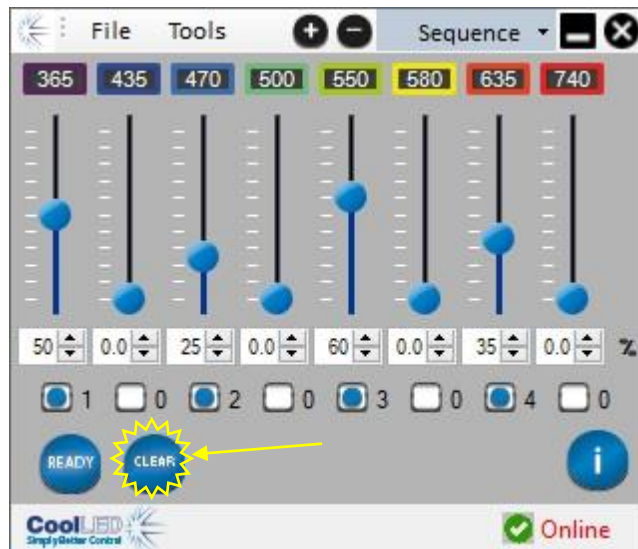 File Tools Sequence
365 435 470 500 550 580 635 740
50 0.0 25 0.0 60 0.0 35 0.0 %
1 0 2 0 3 0 4 0
READY CLEAR i
CoolLED
Simply Better Control
Online